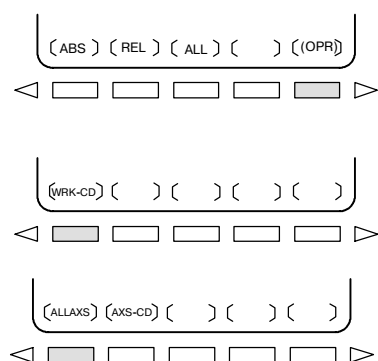 ( ABS ) ( REL ) ( ALL ) ( ) ( (OPR) )
( WRK-CD ) ( ) ( ) ( ) ( )
( ALLAXS ) ( AXS-CD ) ( ) ( ) ( )